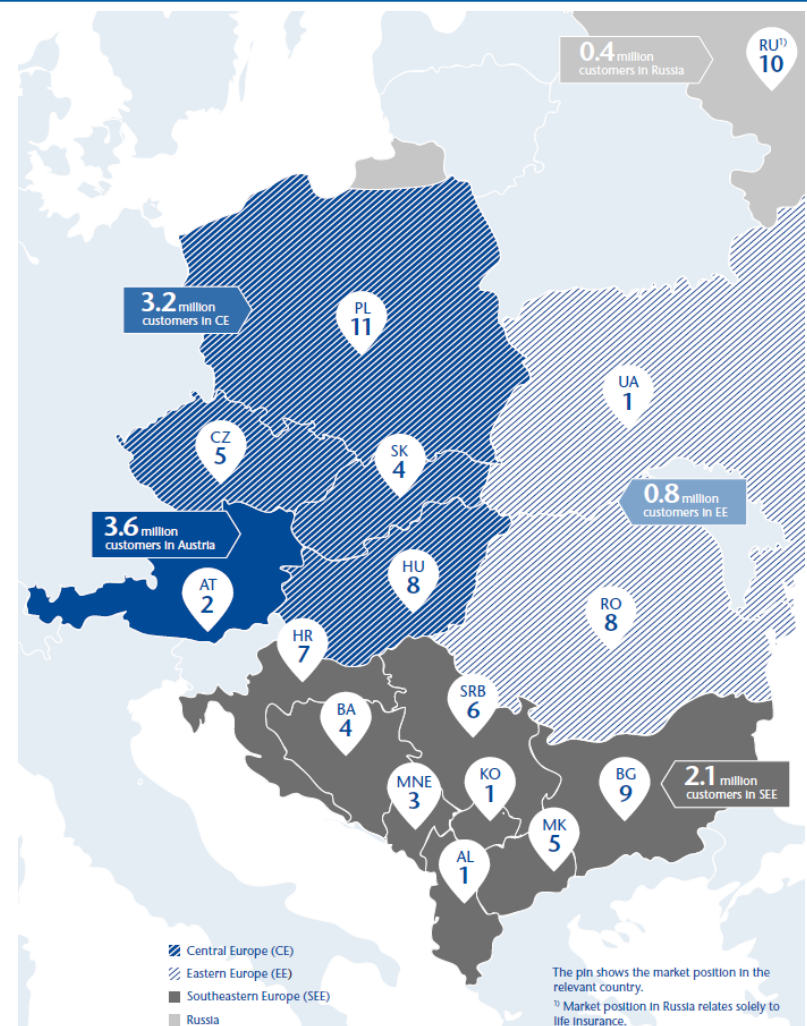 0.4 million
customers in Russia
RU¹⁾
10
3.2 million
customers in CE
PL
11
UA
1
CZ
5
SK
4
0.8 million
customers in EE
3.6 million
customers in Austria
HU
8
AT
2
RO
8
HR
7
SRB
6
BA
4
2.1 million
customers in SEE
MNE
3
KO
1
BG
9
MK
5
AL
1
Central Europe (CE)
Eastern Europe (EE)
Southeastern Europe (SEE)
Russia
The pin shows the market position in the
relevant country.
¹⁾ Market position in Russia relates solely to
life insurance.